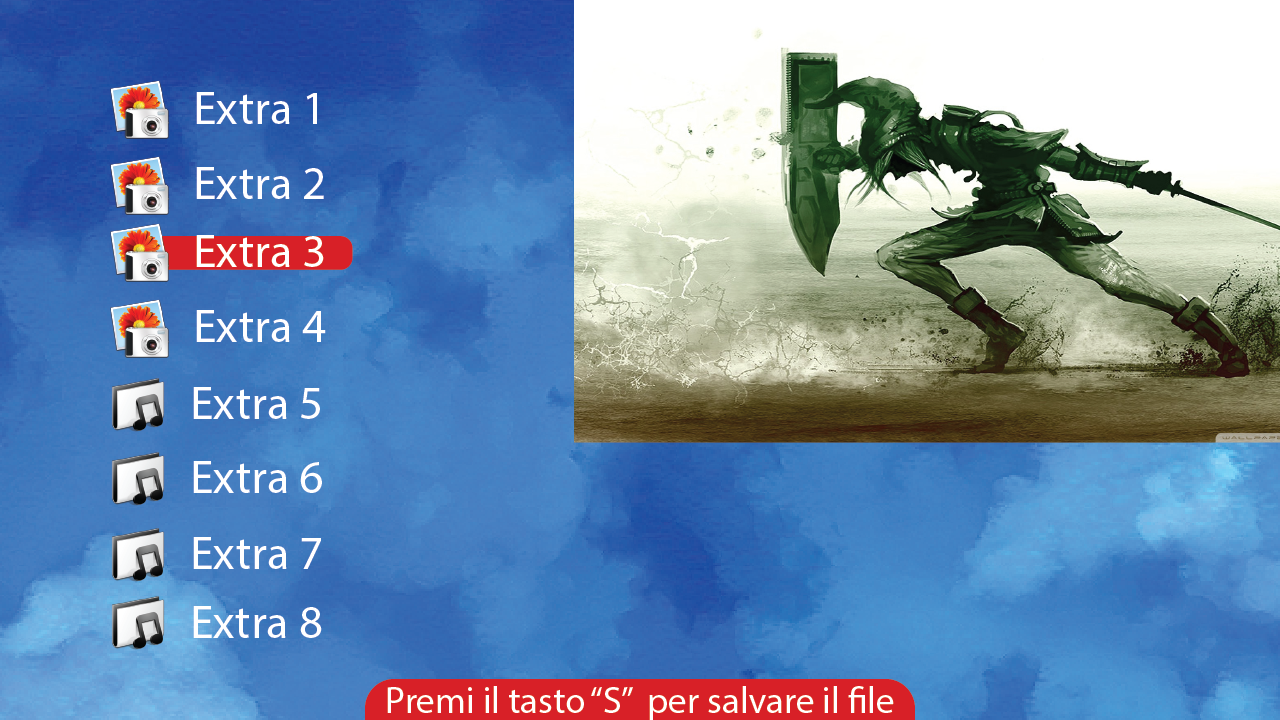 Extra 1
Extra 2
Extra 3
Extra 4
Extra 5
Extra 6
Extra 7
Extra 8
Premi il tasto “S” per salvare il file